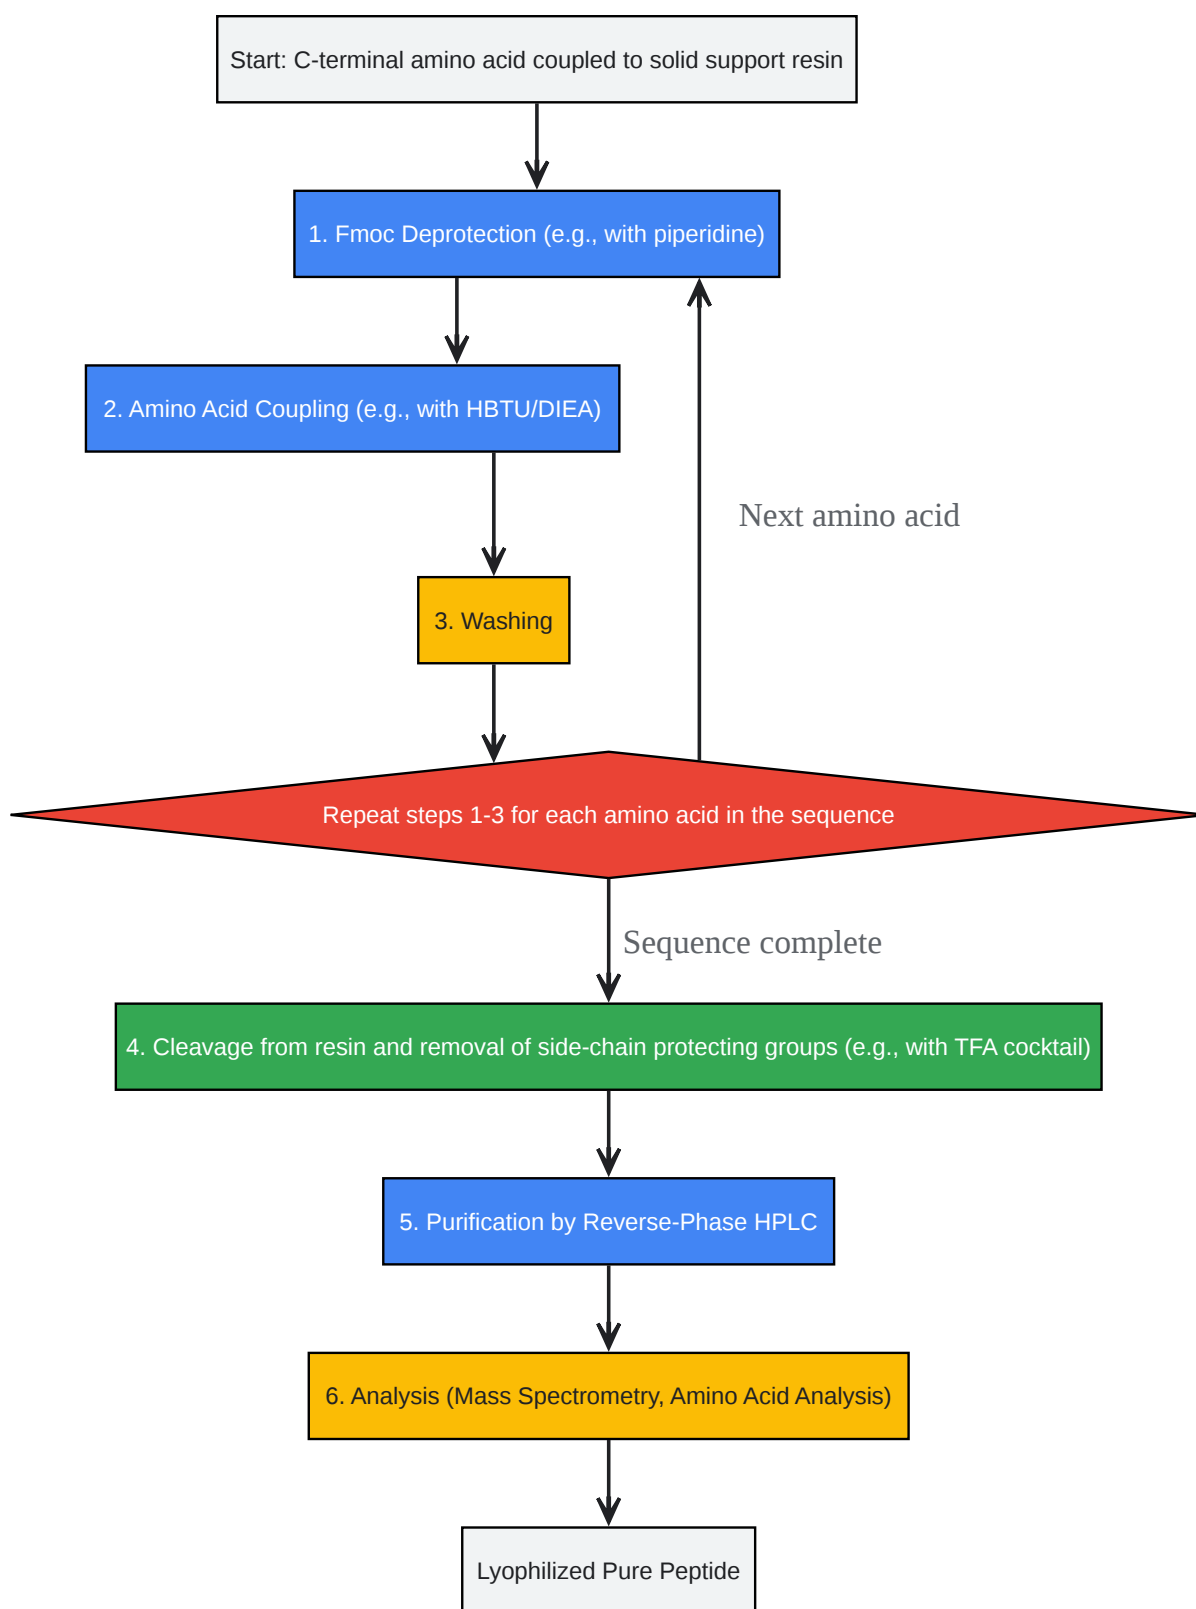 Start: C-terminal amino acid coupled to solid support resin
1. Fmoc Deprotection (e.g., with piperidine)
2. Amino Acid Coupling (e.g., with HBTU/DIEA)
Next amino acid
3. Washing
Repeat steps 1-3 for each amino acid in the sequence
Sequence complete
4. Cleavage from resin and removal of side-chain protecting groups (e.g., with TFA cocktail)
5. Purification by Reverse-Phase HPLC
6. Analysis (Mass Spectrometry, Amino Acid Analysis)
Lyophilized Pure Peptide